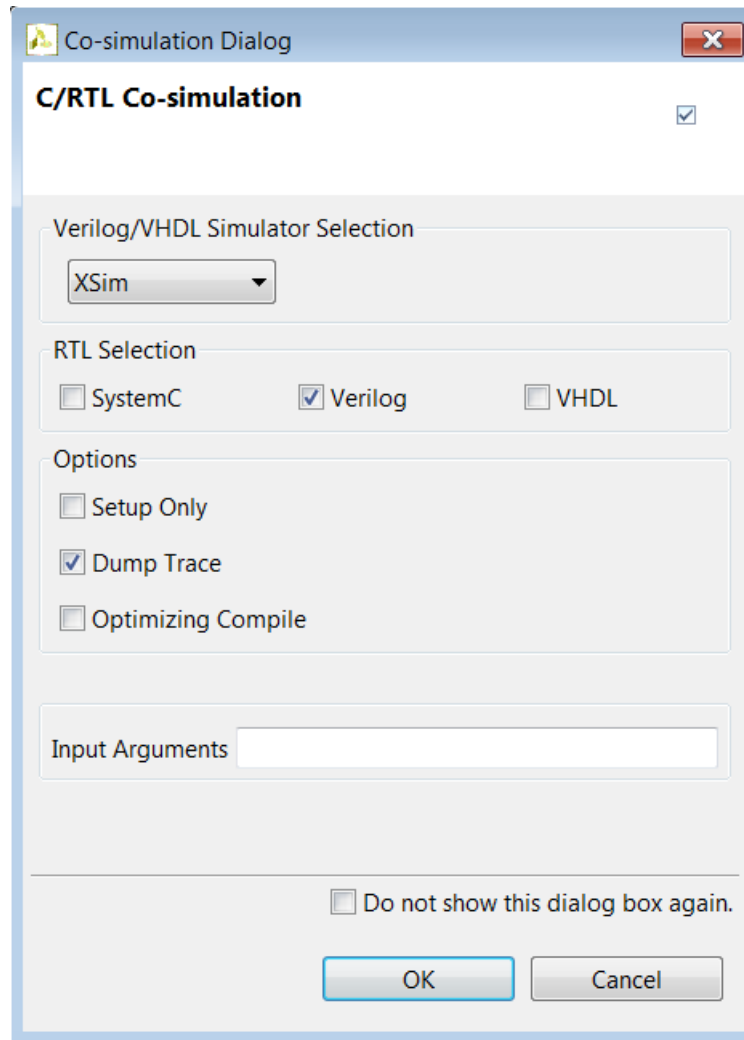 Co-simulation Dialog
C/RTL Co-simulation
Verilog/VHDL Simulator Selection
XSim
RTL Selection
SystemC Verilog VHDL
Options
Setup Only
Dump Trace
Optimizing Compile
Input Arguments
Do not show this dialog box again.
OK Cancel